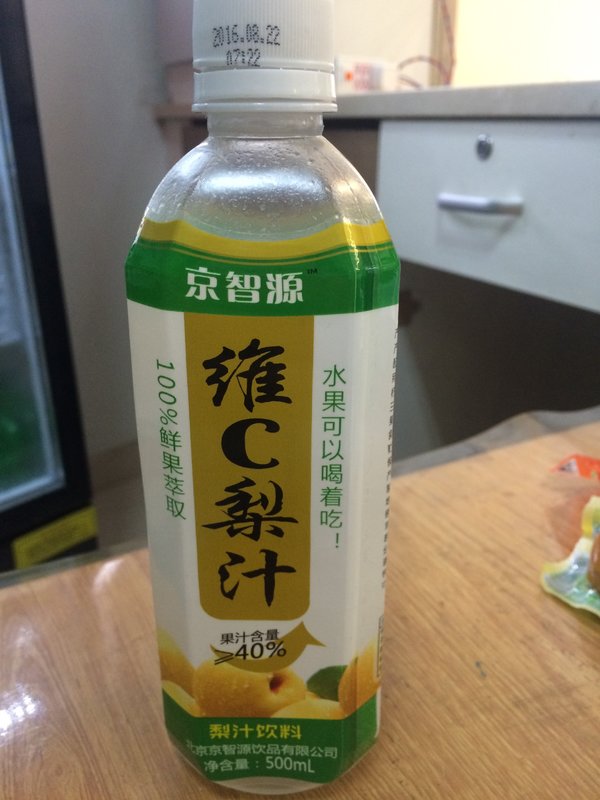 2016.08.22
07:22
京智源™
维C梨汁
100%鲜果萃取
水果可以喝着吃！
果汁含量
≥40%
梨汁饮料
北京京智源饮品有限公司
净含量：500mL